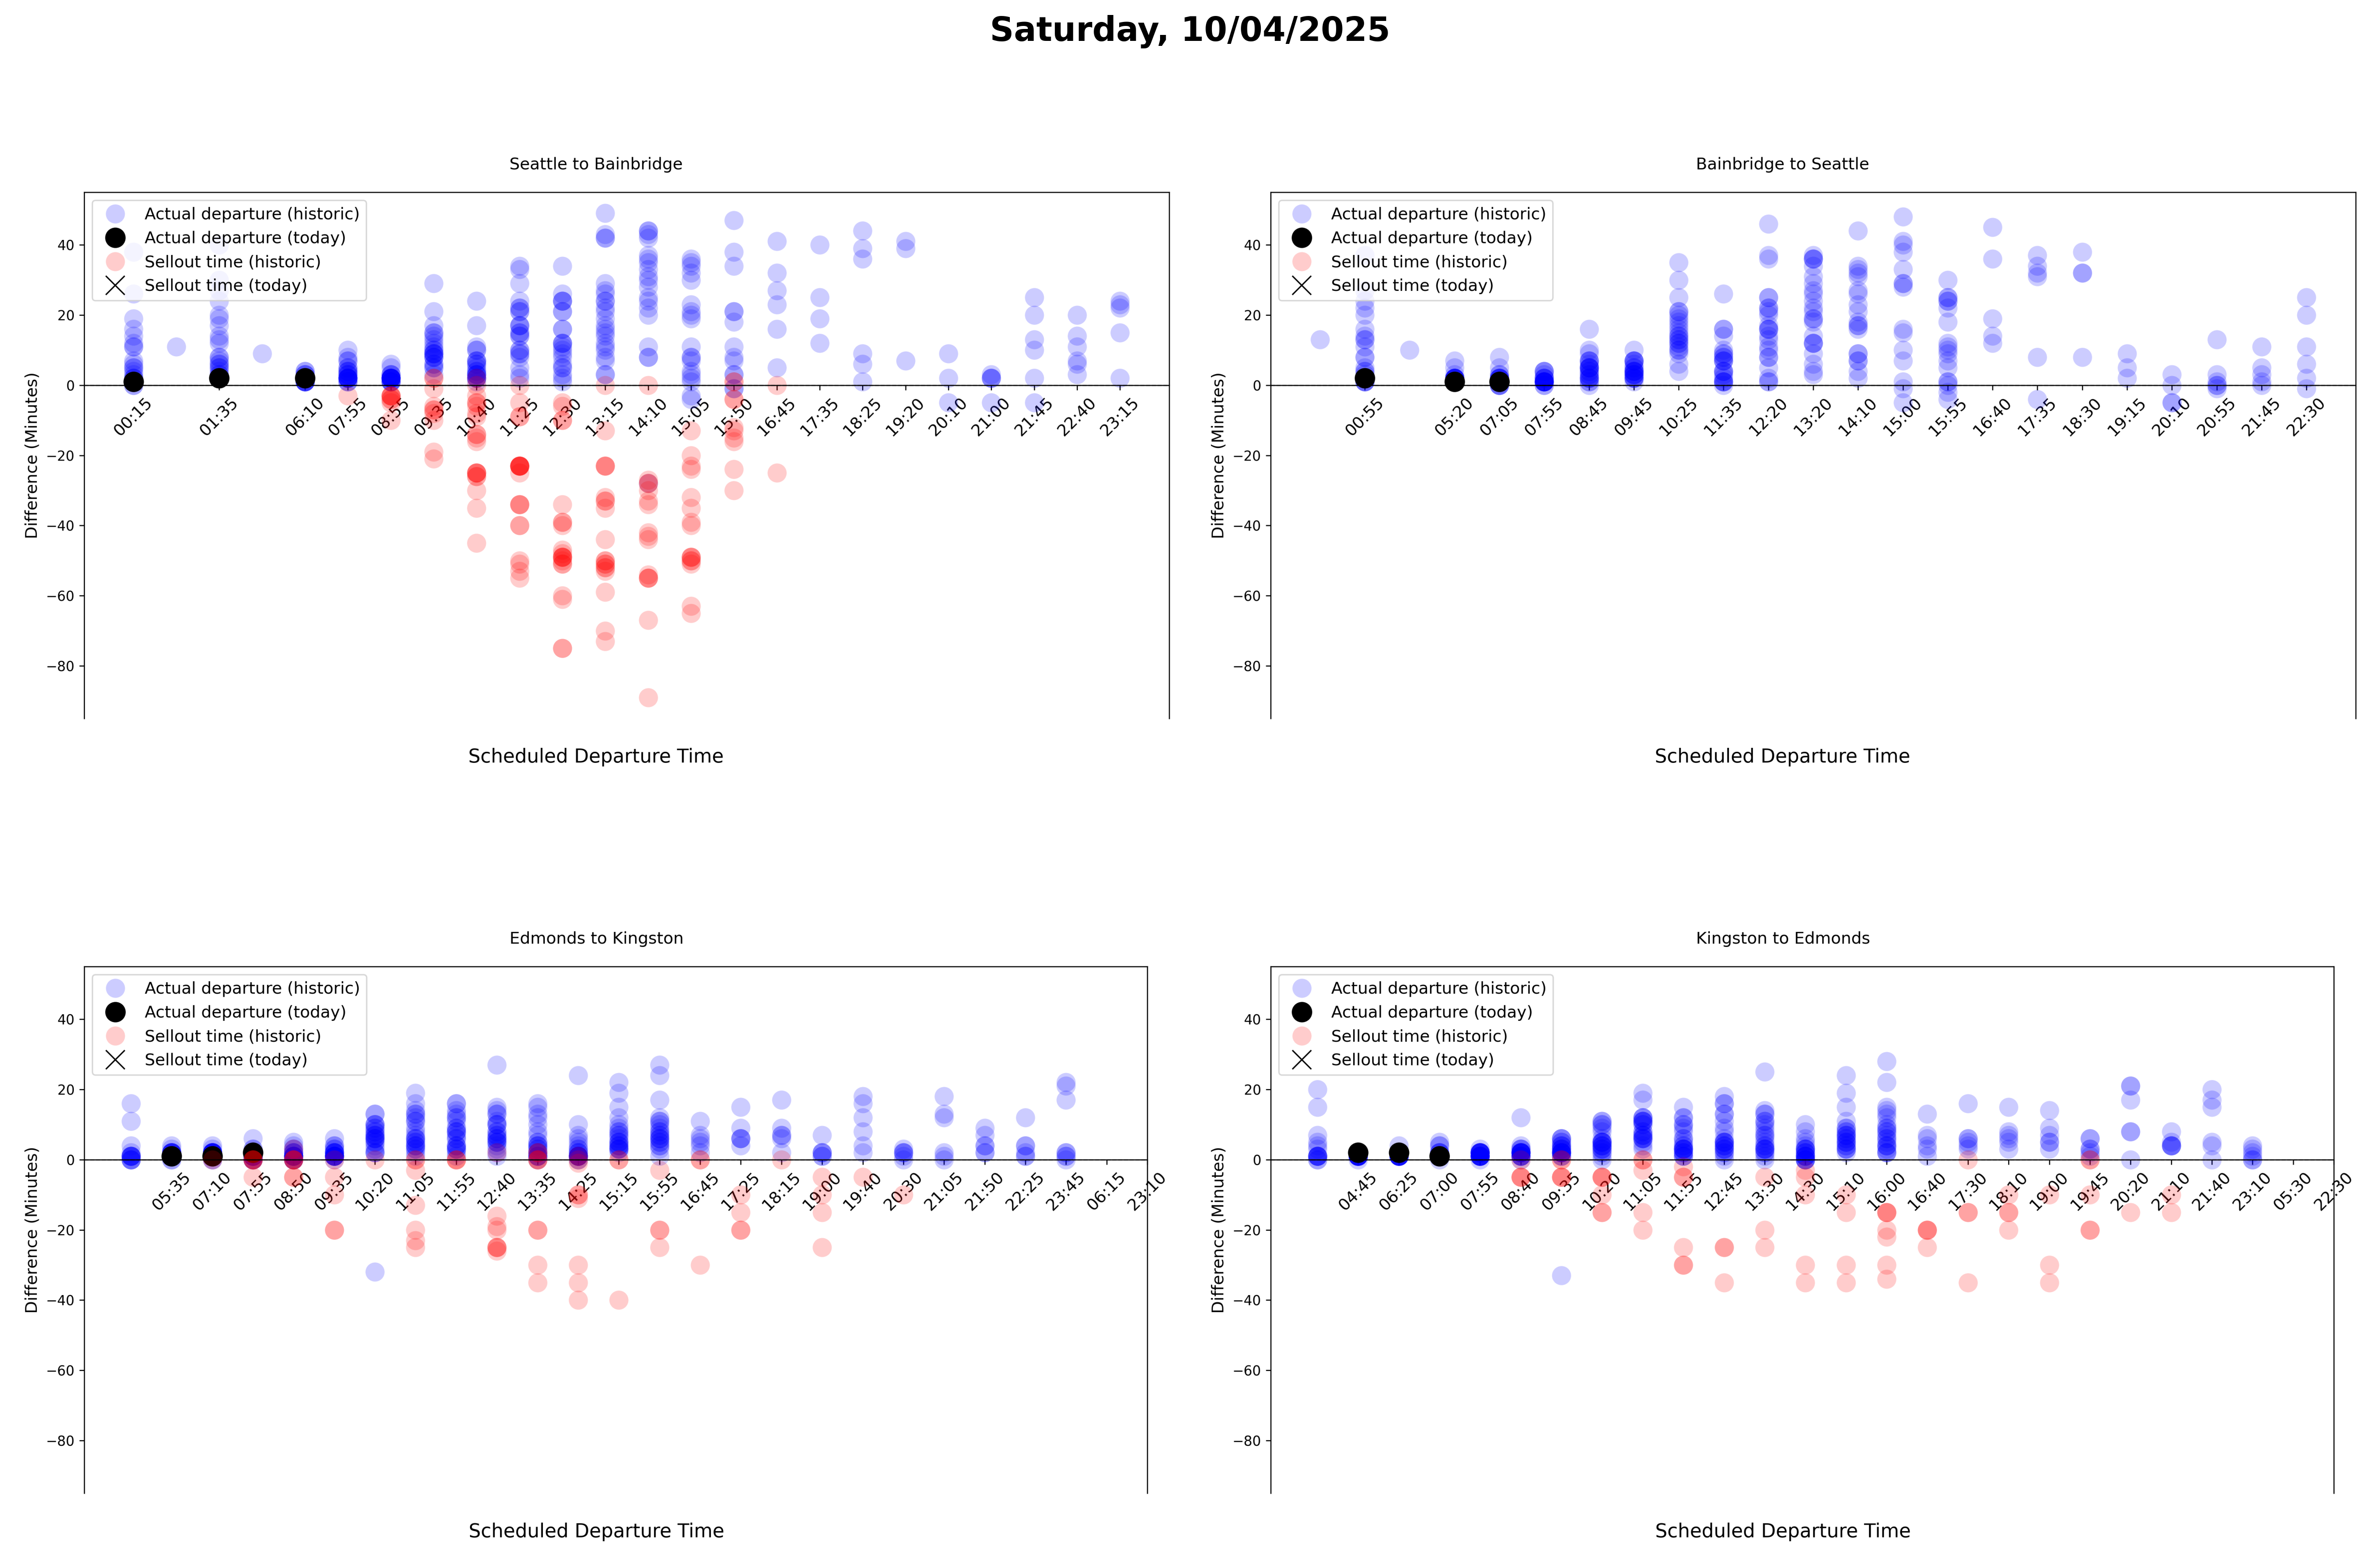 Saturday, 10/04/2025
Seattle to Bainbridge
Actual departure (historic)
Actual departure (today)
Sellout time (historic)
Sellout time (today)
Difference (Minutes)
40
20
0
−20
−40
−60
−80
00:15 01:35 06:10 07:55 08:55 09:35 10:40 11:25 12:30 13:15 14:10 15:05 15:50 16:45 17:35 18:25 19:20 20:10 21:00 21:45 22:40 23:15
Scheduled Departure Time
Bainbridge to Seattle
Actual departure (historic)
Actual departure (today)
Sellout time (historic)
Sellout time (today)
Difference (Minutes)
40
20
0
−20
−40
−60
−80
00:55 05:20 07:05 07:55 08:45 09:45 10:25 11:35 12:20 13:20 14:10 15:00 15:55 16:40 17:35 18:30 19:15 20:10 20:55 21:45 22:30
Scheduled Departure Time
Edmonds to Kingston
Actual departure (historic)
Actual departure (today)
Sellout time (historic)
Sellout time (today)
Difference (Minutes)
40
20
0
−20
−40
−60
−80
05:35 07:10 07:55 08:50 09:35 10:20 11:05 11:55 12:40 13:35 14:25 15:15 15:55 16:45 17:25 18:15 19:00 19:40 20:30 21:05 21:50 22:25 23:45 06:15 23:10
Scheduled Departure Time
Kingston to Edmonds
Actual departure (historic)
Actual departure (today)
Sellout time (historic)
Sellout time (today)
Difference (Minutes)
40
20
0
−20
−40
−60
−80
04:45 06:25 07:00 07:55 08:40 09:35 10:20 11:05 11:55 12:45 13:30 14:30 15:10 16:00 16:40 17:30 18:10 19:00 19:45 20:20 21:10 21:40 23:10 05:30 22:30
Scheduled Departure Time